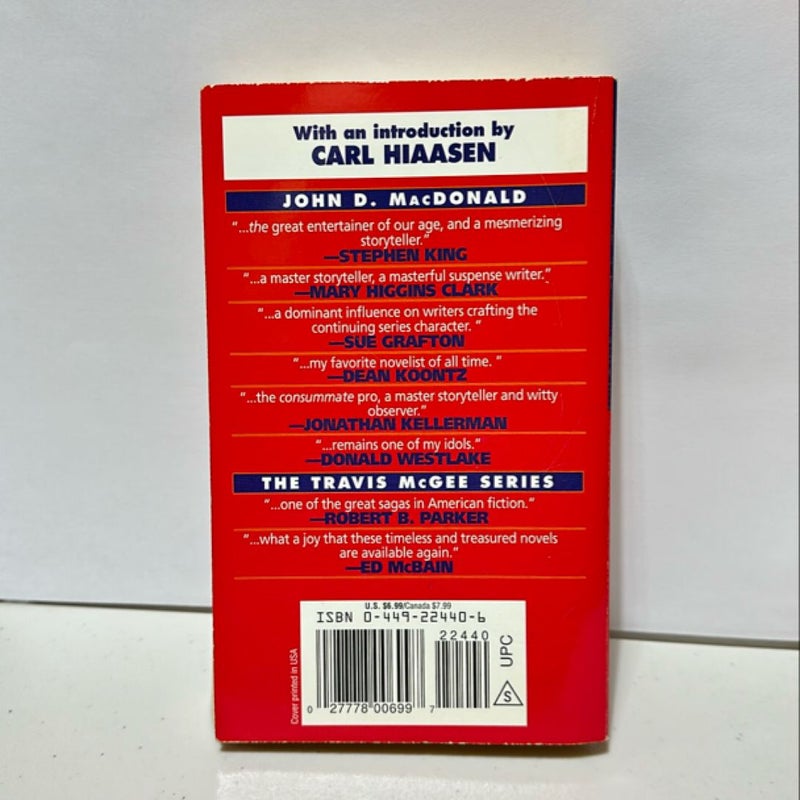 With an introduction by
CARL HIAASEN
JOHN D. MACDONALD
"...the great entertainer of our age, and a mesmerizing
storyteller."
—STEPHEN KING
"...a master storyteller, a masterful suspense writer."
—MARY HIGGINS CLARK
"...a dominant influence on writers crafting the
continuing series character. "
—SUE GRAFTON
"...my favorite novelist of all time. "
—DEAN KOONTZ
"...the consummate pro, a master storyteller and witty
observer."
—JONATHAN KELLERMAN
"...remains one of my idols."
—DONALD WESTLAKE
THE TRAVIS McGEE SERIES
"...one of the great sagas in American fiction."
—ROBERT B. PARKER
"...what a joy that these timeless and treasured novels
are available again."
—ED McBAIN
U.S. $6.99/Canada $7.99
ISBN 0-449-22440-6
22440
UPC
S
0 27778 00699 7
Cover printed in USA